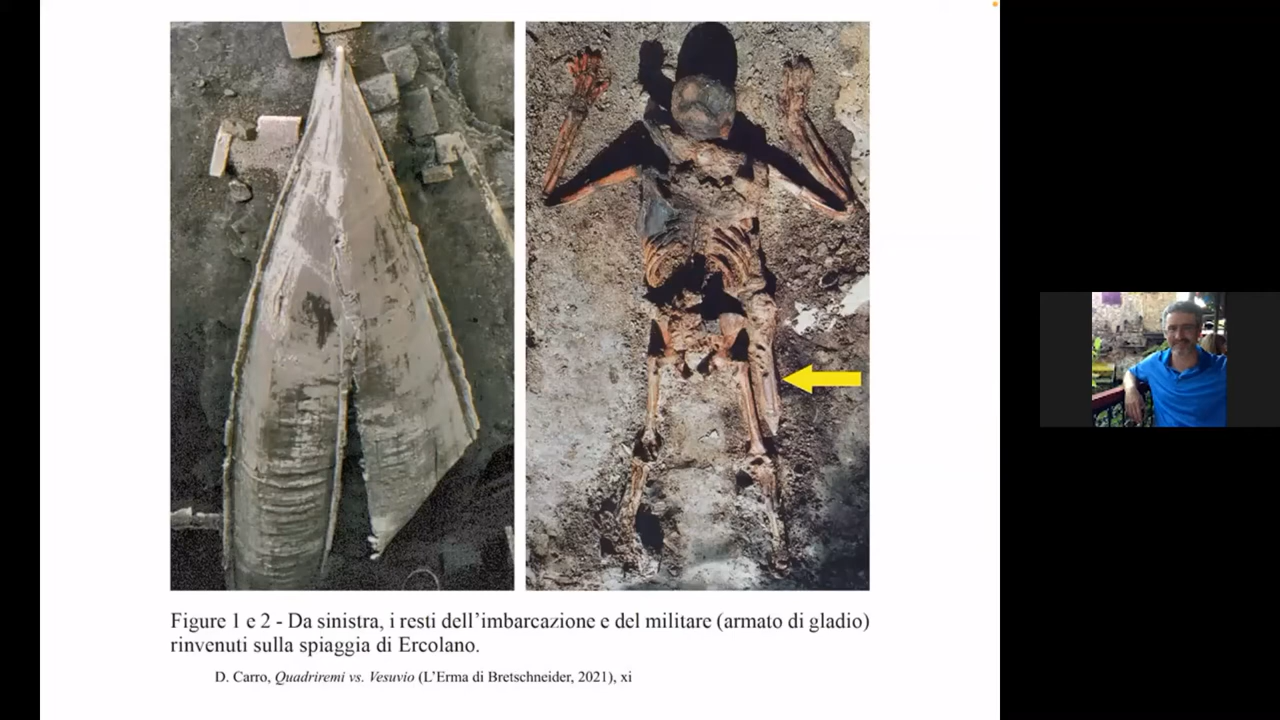 Figure 1 e 2 - Da sinistra, i resti dell’imbarcazione e del militare (armato di gladio)
rinvenuti sulla spiaggia di Ercolano.
D. Carro, Quadriremi vs. Vesuvio (L’Erma di Bretschneider, 2021), xi